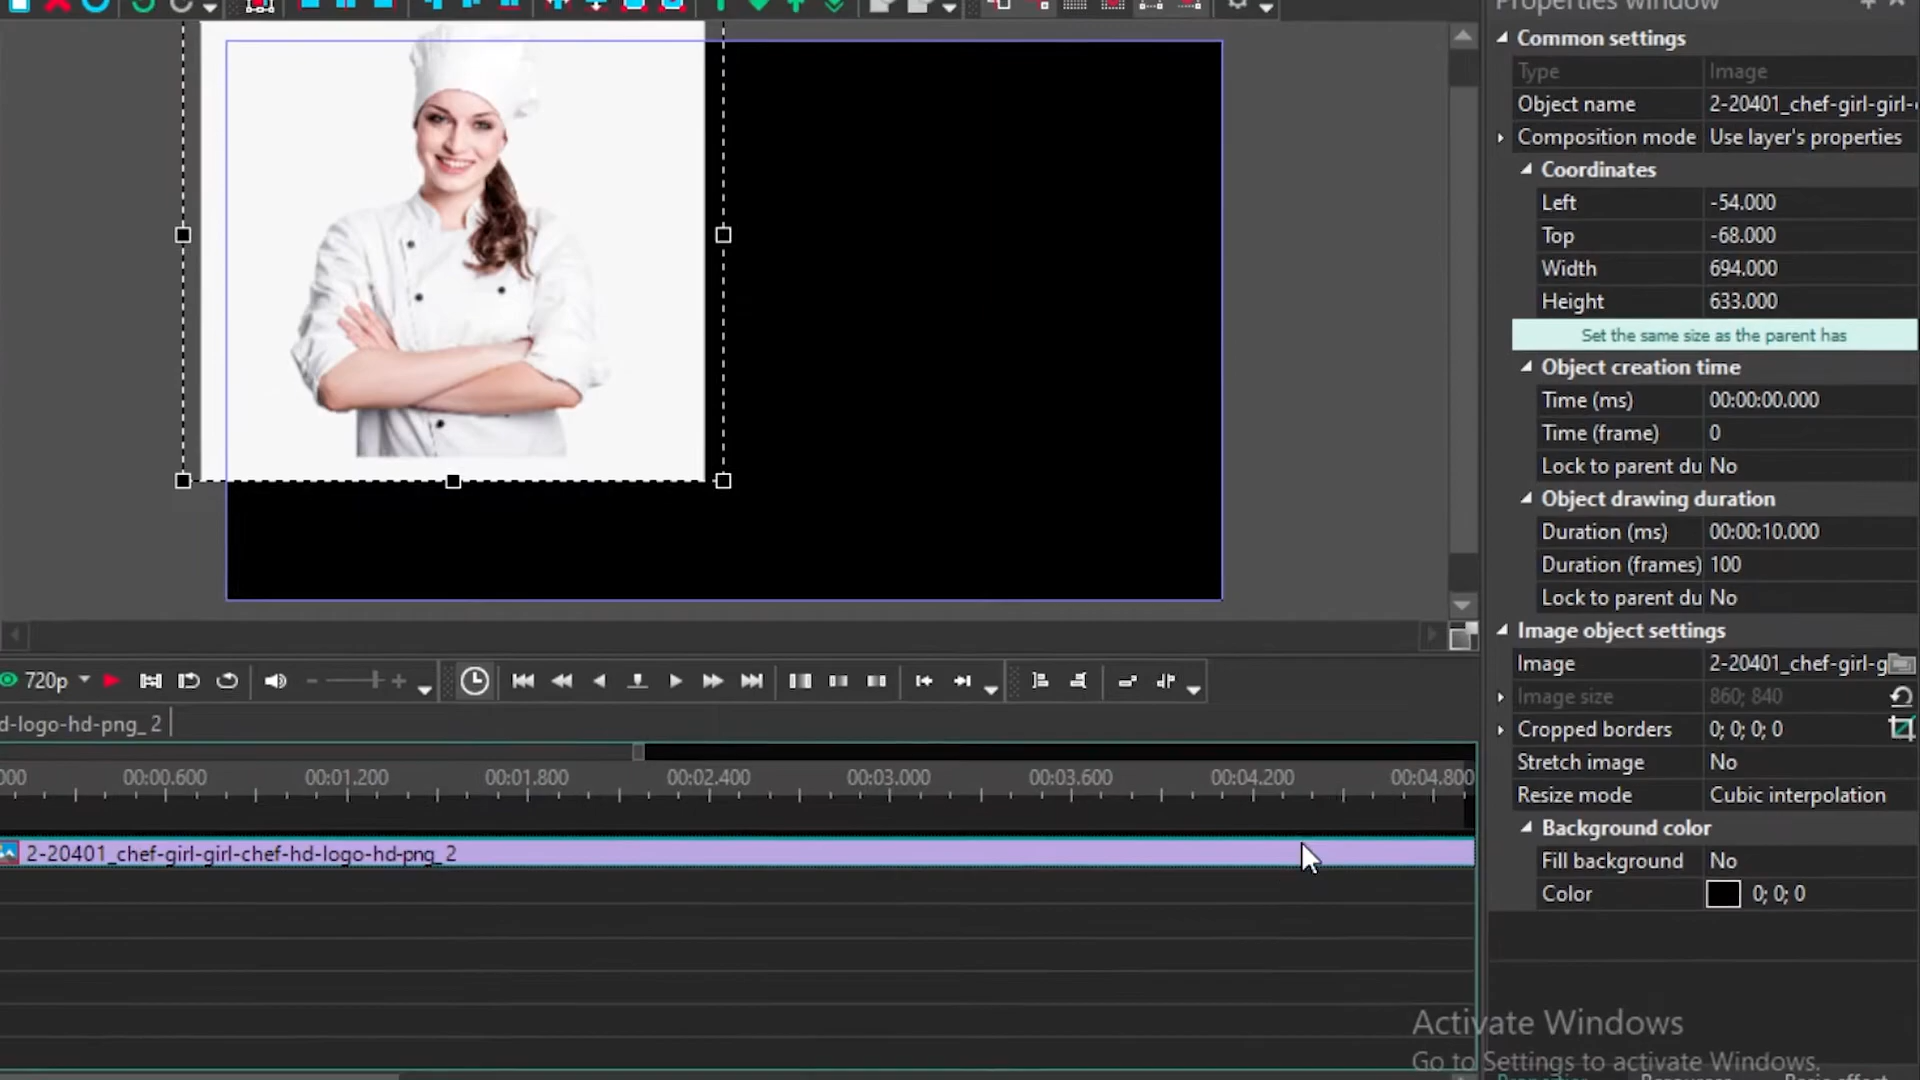 Properties window
Common settings
Type Image
Object name 2-20401_chef-girl-girl-
Composition mode Use layer's properties
Coordinates
Left -54.000
Top -68.000
Width 694.000
Height 633.000
Set the same size as the parent has
Object creation time
Time (ms) 00:00:00.000
Time (frame) 0
Lock to parent du No
Object drawing duration
Duration (ms) 00:00:10.000
Duration (frames) 100
Lock to parent du No
Image object settings
Image 2-20401_chef-girl-g
Image size 860; 840
Cropped borders 0; 0; 0; 0
Stretch image No
Resize mode Cubic interpolation
Background color
Fill background No
Color 0; 0; 0
720p
d-logo-hd-png_ 2
000 00:00.600 00:01.200 00:01.800 00:02.400 00:03.000 00:03.600 00:04.200 00:04.800
2-20401_chef-girl-girl-chef-hd-logo-hd-png_ 2
Activate Windows
Go to Settings to activate Windows.